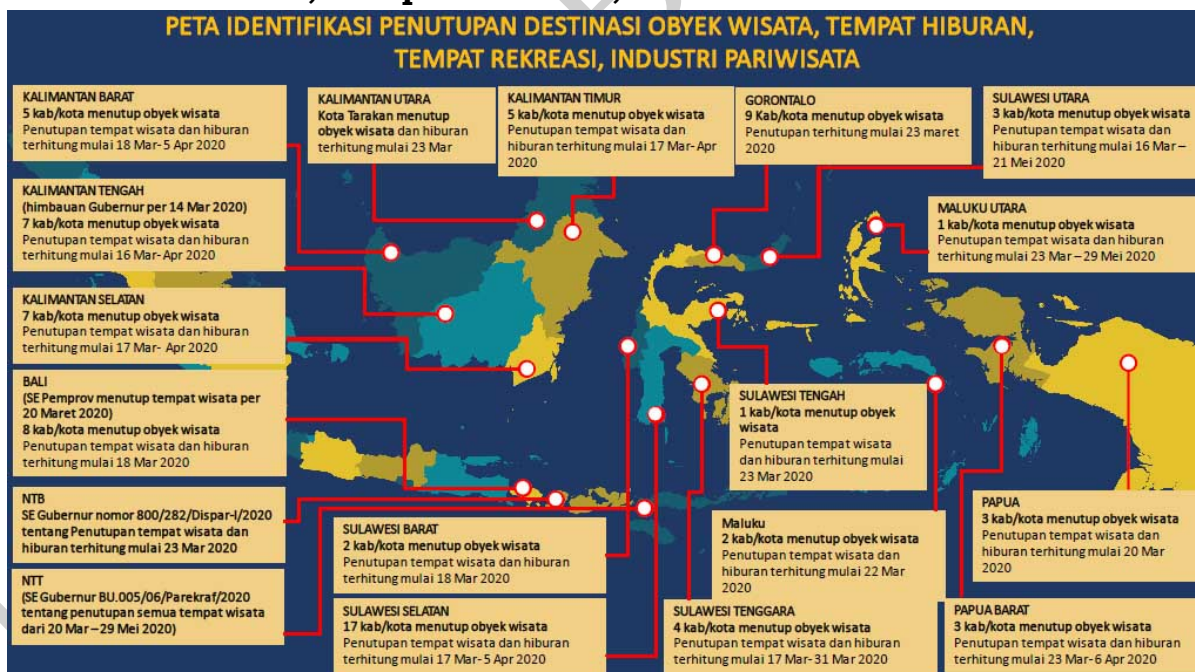 PETA IDENTIFIKASI PENUTUPAN DESTINASI OBYEK WISATA, TEMPAT HIBURAN,
TEMPAT REKREASI, INDUSTRI PARIWISATA
KALIMANTAN BARAT
5 kab/kota menutup obyek wisata
Penutupan tempat wisata dan hiburan
terhitung mulai 18 Mar- 5 Apr 2020
KALIMANTAN UTARA
Kota Tarakan menutup
obyek wisata dan hiburan
terhitung mulai 23 Mar
KALIMANTAN TIMUR
5 kab/kota menutup obyek wisata
Penutupan tempat wisata dan
hiburan terhitung mulai 17 Mar- Apr
2020
GORONTALO
9 Kab/kota menutup obyek wisata
Penutupan terhitung mulai 23 maret
2020
SULAWESI UTARA
3 kab/kota menutup obyek wisata
Penutupan tempat wisata dan
hiburan terhitung mulai 16 Mar –
21 Mei 2020
KALIMANTAN TENGAH
(himbauan Gubernur per 14 Mar 2020)
7 kab/kota menutup obyek wisata
Penutupan tempat wisata dan hiburan
terhitung mulai 16 Mar- Apr 2020
MALUKU UTARA
1 kab/kota menutup obyek wisata
Penutupan tempat wisata dan hiburan
terhitung mulai 23 Mar – 29 Mei 2020
KALIMANTAN SELATAN
7 kab/kota menutup obyek wisata
Penutupan tempat wisata dan hiburan
terhitung mulai 17 Mar- Apr 2020
BALI
(SE Pemprov menutup tempat wisata per
20 Maret 2020)
8 kab/kota menutup obyek wisata
Penutupan tempat wisata dan hiburan
terhitung mulai 18 Mar 2020
SULAWESI TENGAH
1 kab/kota menutup obyek
wisata
Penutupan tempat wisata
dan hiburan terhitung mulai
23 Mar 2020
NTB
SE Gubernur nomor 800/282/Dispar-I/2020
tentang Penutupan tempat wisata dan
hiburan terhitung mulai 23 Mar 2020
SULAWESI BARAT
2 kab/kota menutup obyek wisata
Penutupan tempat wisata dan hiburan
terhitung mulai 18 Mar 2020
Maluku
2 kab/kota menutup obyek wisata
Penutupan tempat wisata dan
hiburan terhitung mulai 22 Mar
2020
PAPUA
3 kab/kota menutup obyek wisata
Penutupan tempat wisata dan
hiburan terhitung mulai 20 Mar
2020
NTT
(SE Gubernur BU.005/06/Parekraf/2020
tentang penutupan semua tempat wisata
dari 20 Mar – 29 Mei 2020)
SULAWESI SELATAN
17 kab/kota menutup obyek wisata
Penutupan tempat wisata dan hiburan
terhitung mulai 17 Mar- 5 Apr 2020
SULAWESI TENGGARA
4 kab/kota menutup obyek wisata
Penutupan tempat wisata dan hiburan
terhitung mulai 17 Mar- 31 Mar 2020
PAPUA BARAT
3 kab/kota menutup obyek wisata
Penutupan tempat wisata dan hiburan
terhitung mulai 23 Mar-6 Apr 2020